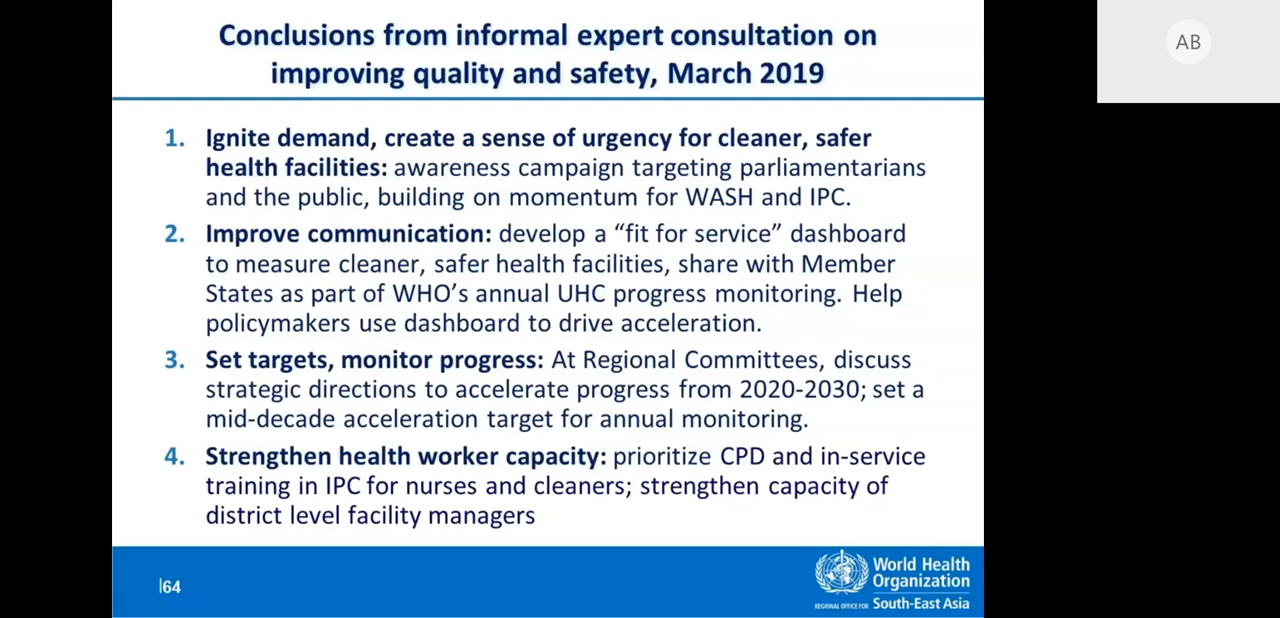 Conclusions from informal expert consultation on
improving quality and safety, March 2019
AB
1. Ignite demand, create a sense of urgency for cleaner, safer
health facilities: awareness campaign targeting parliamentarians
and the public, building on momentum for WASH and IPC.
2. Improve communication: develop a “fit for service” dashboard
to measure cleaner, safer health facilities, share with Member
States as part of WHO’s annual UHC progress monitoring. Help
policymakers use dashboard to drive acceleration.
3. Set targets, monitor progress: At Regional Committees, discuss
strategic directions to accelerate progress from 2020-2030; set a
mid-decade acceleration target for annual monitoring.
4. Strengthen health worker capacity: prioritize CPD and in-service
training in IPC for nurses and cleaners; strengthen capacity of
district level facility managers
|64
World Health
Organization
REGIONAL OFFICE FOR South-East Asia